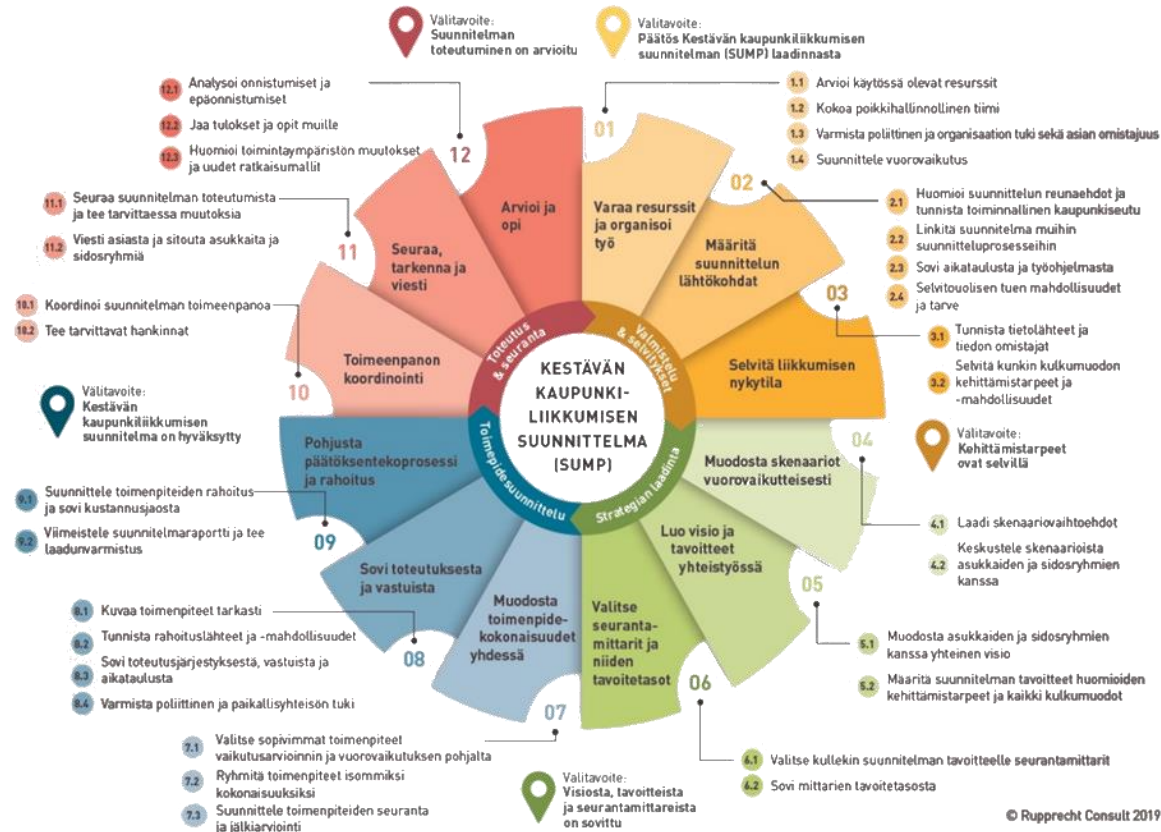 Välitavoite:
Suunnitelman
toteutuminen on arvioitu
Välitavoite:
Päätös Kestävän kaupunkiliikkumisen
suunnitelman (SUMP) laadinnasta
12.1 Analysoi onnistumiset ja
epäonnistumiset
12.2 Jaa tulokset ja opit muille
12.3 Huomioi toimintaympäristön muutokset
ja uudet ratkaisumallit
1.1 Arvioi käytössä olevat resurssit
1.2 Kokoa poikkihallinnollinen tiimi
1.3 Varmista poliittinen ja organisaation tuki sekä asian omistajuus
1.4 Suunnittele vuorovaikutus
11.1 Seuraa suunnitelman toteutumista
ja tee tarvittaessa muutoksia
11.2 Viesti asiasta ja sitouta asukkaita ja
sidosryhmiä
2.1 Huomioi suunnittelun reunaehdot ja
tunnista toiminnallinen kaupunkiseutu
2.2 Linkitä suunnitelma muihin
suunnitteluprosesseihin
2.3 Sovi aikataulusta ja työohjelmasta
2.4 Selvitouolisen tuen mahdollisuudet
ja tarve
10.1 Koordinoi suunnitelman toimeenpanoa
10.2 Tee tarvittavat hankinnat
3.1 Tunnista tietolähteet ja
tiedon omistajat
3.2 Selvitä kunkin kulkumuodon
kehittämistarpeet ja
-mahdollisuudet
Välitavoite:
Kestävän
kaupunkiliikkumisen
suunnitelma on hyväksytty
Välitavoite:
Kehittämistarpeet
ovat selvillä
01
Varaa resurssit
ja organisoi
työ
02
Määritä
suunnittelun
lähtökohdat
03
Selvitä liikkumisen
nykytila
04
Muodosta skenaariot
vuorovaikutteisesti
05
Luo visio ja
tavoitteet
yhteistyössä
06
Valitse
seuranta-
mittarit ja
niiden
tavoitetasot
07
Muodosta
toimenpide-
kokonaisuudet
yhdessä
08
Sovi toteutuksesta
ja vastuista
09
Pohjusta
päätöksentekoprosessi
ja rahoitus
10
Toimeenpanon
koordinointi
11
Seuraa,
tarkenna ja
viesti
12
Arvioi ja
opi
Toteutus
& seuranta
Valmistelu
& selvitykset
Strategian laadinta
Toimepidesuunnittelu
KESTÄVÄN
KAUPUNKI-
LIIKKUMISEN
SUUNNITTELMA
(SUMP)
9.1 Suunnittele toimenpiteiden rahoitus
ja sovi kustannusjaosta
9.2 Viimeistele suunnitelmaraportti ja tee
laadunvarmistus
4.1 Laadi skenaariovaihtoehdot
4.2 Keskustele skenaarioista
asukkaiden ja sidosryhmien
kanssa
8.1 Kuvaa toimenpiteet tarkasti
8.2 Tunnista rahoituslähteet ja -mahdollisuudet
8.3 Sovi toteutusjärjestyksestä, vastuista ja
aikataulusta
8.4 Varmista poliittinen ja paikallisyhteisön tuki
5.1 Muodosta asukkaiden ja sidosryhmien
kanssa yhteinen visio
5.2 Määritä suunnitelman tavoitteet huomioiden
kehittämistarpeet ja kaikki kulkumuodot
7.1 Valitse sopivimmat toimenpiteet
vaikutusarvioinnin ja vuorovaikutuksen pohjalta
7.2 Ryhmitä toimenpiteet isommiksi
kokonaisuuksiksi
7.3 Suunnittele toimenpiteiden seuranta
ja jälkiarviointi
Välitavoite:
Visiosta, tavoitteista
ja seurantamittareista
on sovittu
6.1 Valitse kullekin suunnitelman tavoitteelle seurantamittarit
6.2 Sovi mittarien tavoitetasosta
© Rupprecht Consult 2019